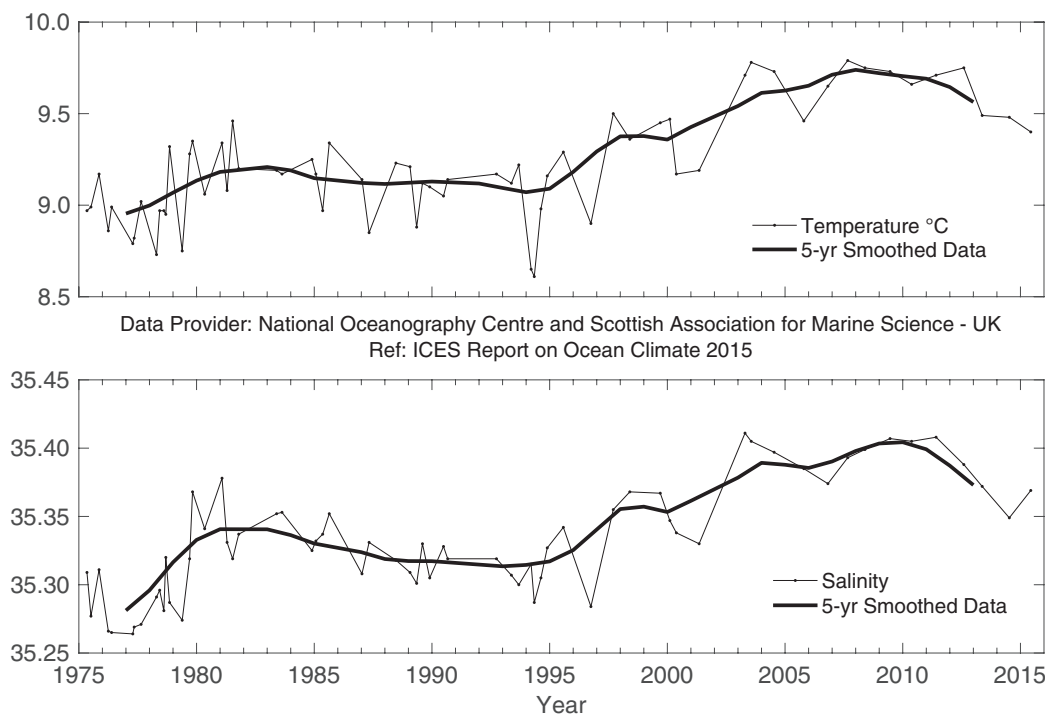 10.0
9.5
9.0
8.5
Temperature °C
5-yr Smoothed Data
Data Provider: National Oceanography Centre and Scottish Association for Marine Science - UK
Ref: ICES Report on Ocean Climate 2015
35.45
35.40
35.35
35.30
35.25
Salinity
5-yr Smoothed Data
1975 1980 1985 1990 1995 2000 2005 2010 2015
Year